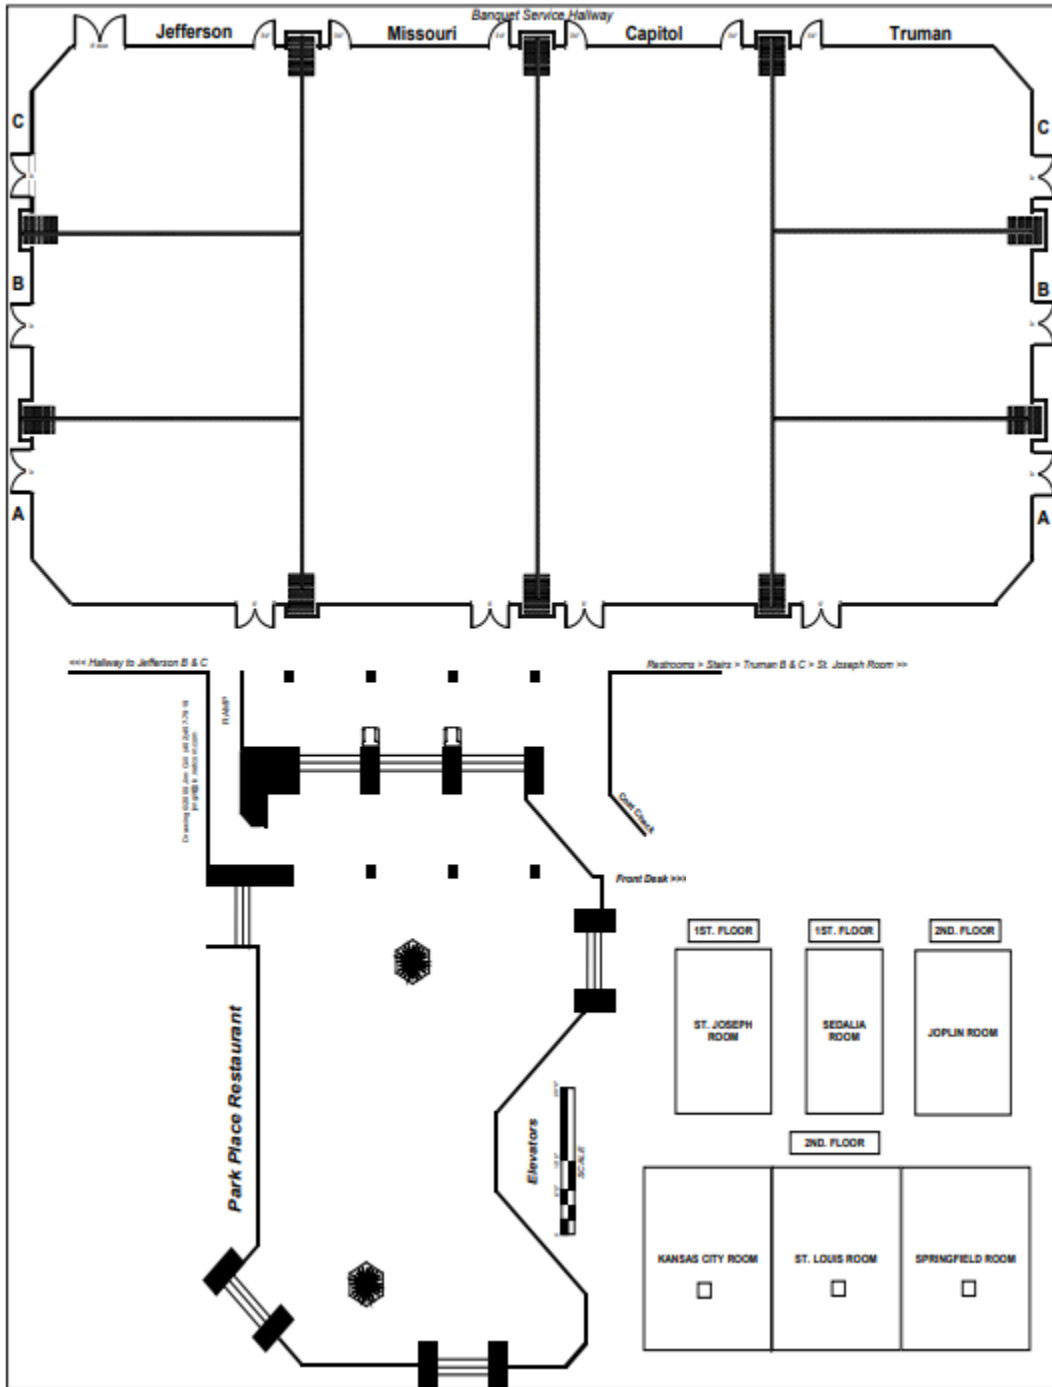 Banquet Service Hallway
Jefferson
Missouri
Capitol
Truman
C
C
B
B
A
A
<<< Hallway to Jefferson B & C
Restrooms > Stairs > Truman B & C > St. Joseph Room >>
RAMP
Coat Check
Front Desk >>>
1ST. FLOOR
1ST. FLOOR
2ND. FLOOR
ST. JOSEPH
ROOM
SEDALIA
ROOM
JOPLIN ROOM
Park Place Restaurant
Elevators
SCALE
2ND. FLOOR
KANSAS CITY ROOM
ST. LOUIS ROOM
SPRINGFIELD ROOM